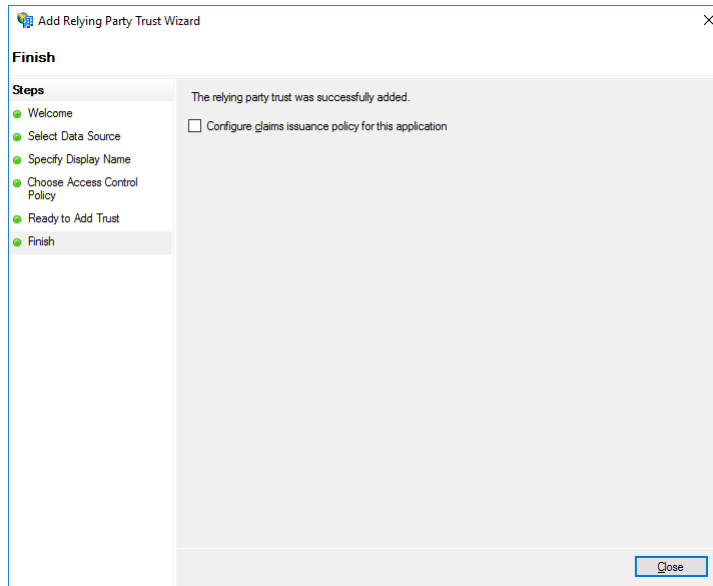 Add Relying Party Trust Wizard
Finish
Steps
Welcome
Select Data Source
Specify Display Name
Choose Access Control
Policy
Ready to Add Trust
Finish
The relying party trust was successfully added.
Configure claims issuance policy for this application
Close